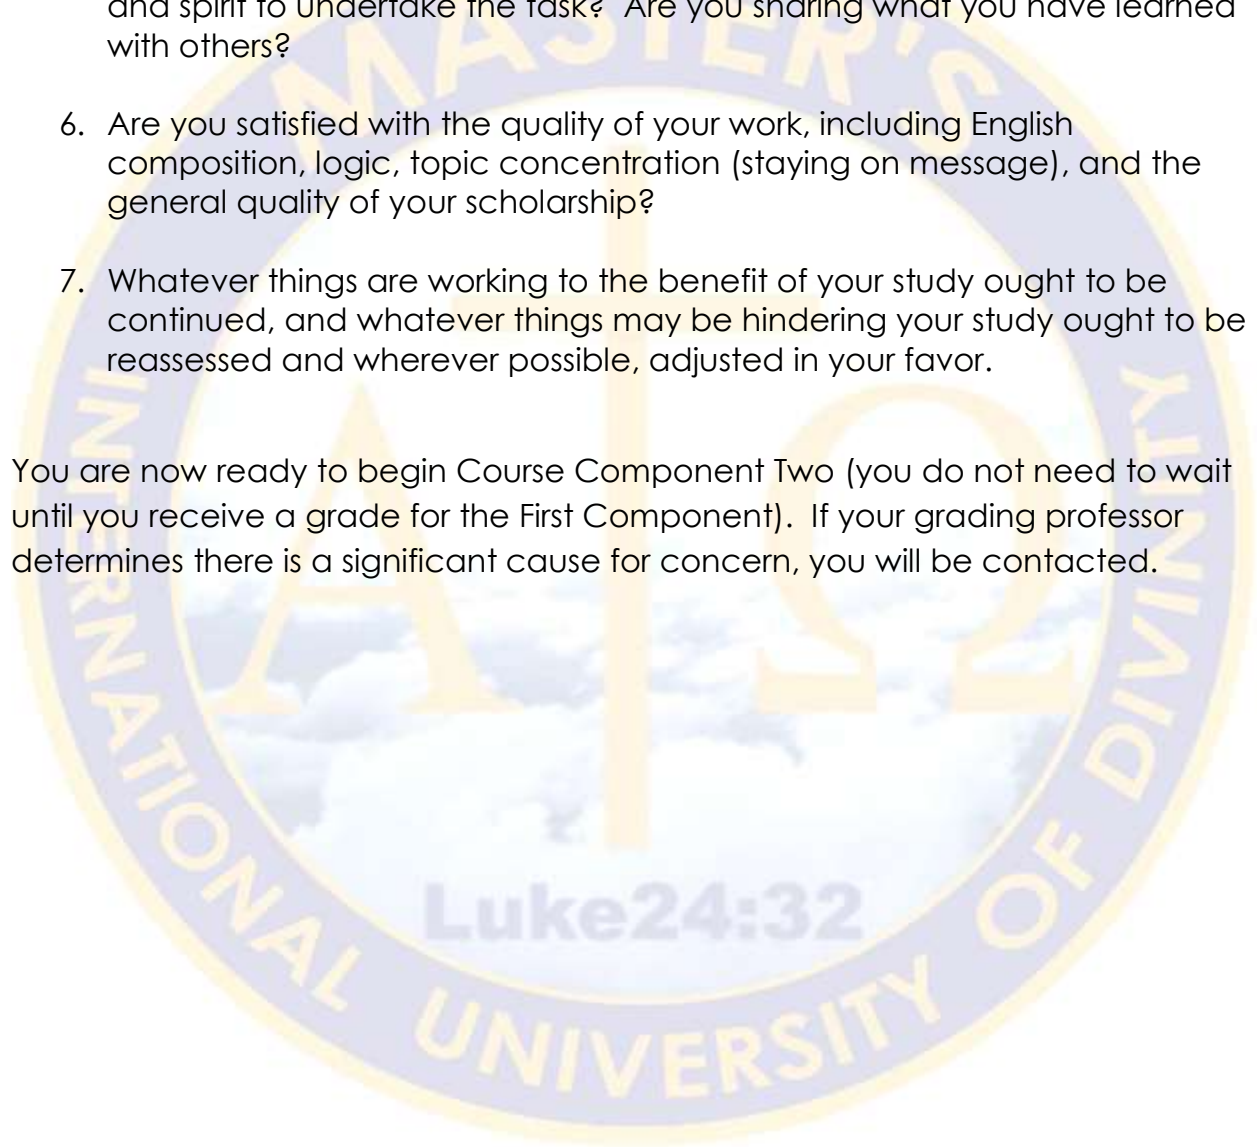 and spirit to undertake the task? Are you sharing what you have learned
with others?
6. Are you satisfied with the quality of your work, including English
composition, logic, topic concentration (staying on message), and the
general quality of your scholarship?
7. Whatever things are working to the benefit of your study ought to be
continued, and whatever things may be hindering your study ought to be
reassessed and wherever possible, adjusted in your favor.
You are now ready to begin Course Component Two (you do not need to wait
until you receive a grade for the First Component). If your grading professor
determines there is a significant cause for concern, you will be contacted.
MASTER'S
INTERNATIONAL UNIVERSITY OF DIVINITY
Α Ω
Luke24:32